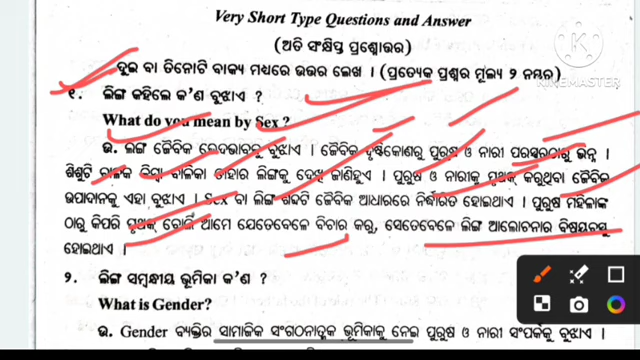 Very Short Type Questions and Answer
(ଅତି ସଂକ୍ଷିପ୍ତ ପ୍ରଶ୍ନୋତ୍ତର)
ଦୁଇ ବା ତିନୋଟି ବାକ୍ୟ ମଧ୍ୟରେ ଉତ୍ତର ଲେଖ । (ପ୍ରତ୍ୟେକ ପ୍ରଶ୍ନର ମୂଲ୍ୟ ୨ ନମ୍ବର)
KINEMASTER
୧. ଲିଙ୍ଗ କହିଲେ କ'ଣ ବୁଝାଏ ?
What do you mean by Sex ?
ଉ. ଲିଙ୍ଗ ଜୈବିକ ଭେଦଭାବକୁ ବୁଝାଏ । ଜୈବିକ ଦୃଷ୍ଟିକୋଣରୁ ପୁରୁଷ ଓ ନାରୀ ପରସ୍ପରଠାରୁ ଭିନ୍ନ ।
ଶିଶୁଟି ବାଳକ କିମ୍ବା ବାଳିକା ତାହାର ଲିଙ୍ଗକୁ ଦେଖି ଜାଣିହୁଏ । ପୁରୁଷ ଓ ନାରୀକୁ ପୃଥକ୍ କରୁଥିବା ଜୈବିକ
ଉପାଦାନକୁ ଏହା ବୁଝାଏ । Sex ବା ଲିଙ୍ଗ ଶବ୍ଦଟି ଜୈବିକ ଆଧାରରେ ନିର୍ଦ୍ଧାରିତ ହୋଇଥାଏ । ପୁରୁଷ ମହିଳାଙ୍କ
ଠାରୁ କିପରି ପୃଥକ୍ ବୋଲି ଆମେ ଯେତେବେଳେ ବିଚାର କରୁ, ସେତେବେଳେ ଲିଙ୍ଗ ଆଲୋଚନାର ବିଷୟବସ୍ତୁ
ହୋଇଥାଏ ।
୨. ଲିଙ୍ଗ ସମ୍ବନ୍ଧୀୟ ଭୂମିକା କ'ଣ ?
What is Gender?
ଉ. Gender ବ୍ୟକ୍ତିର ସାମାଜିକ ସଂଗଠନାତ୍ମକ ଭୂମିକାକୁ ନେଇ ପୁରୁଷ ଓ ନାରୀ ସଂପର୍କକୁ ବୁଝାଏ ।